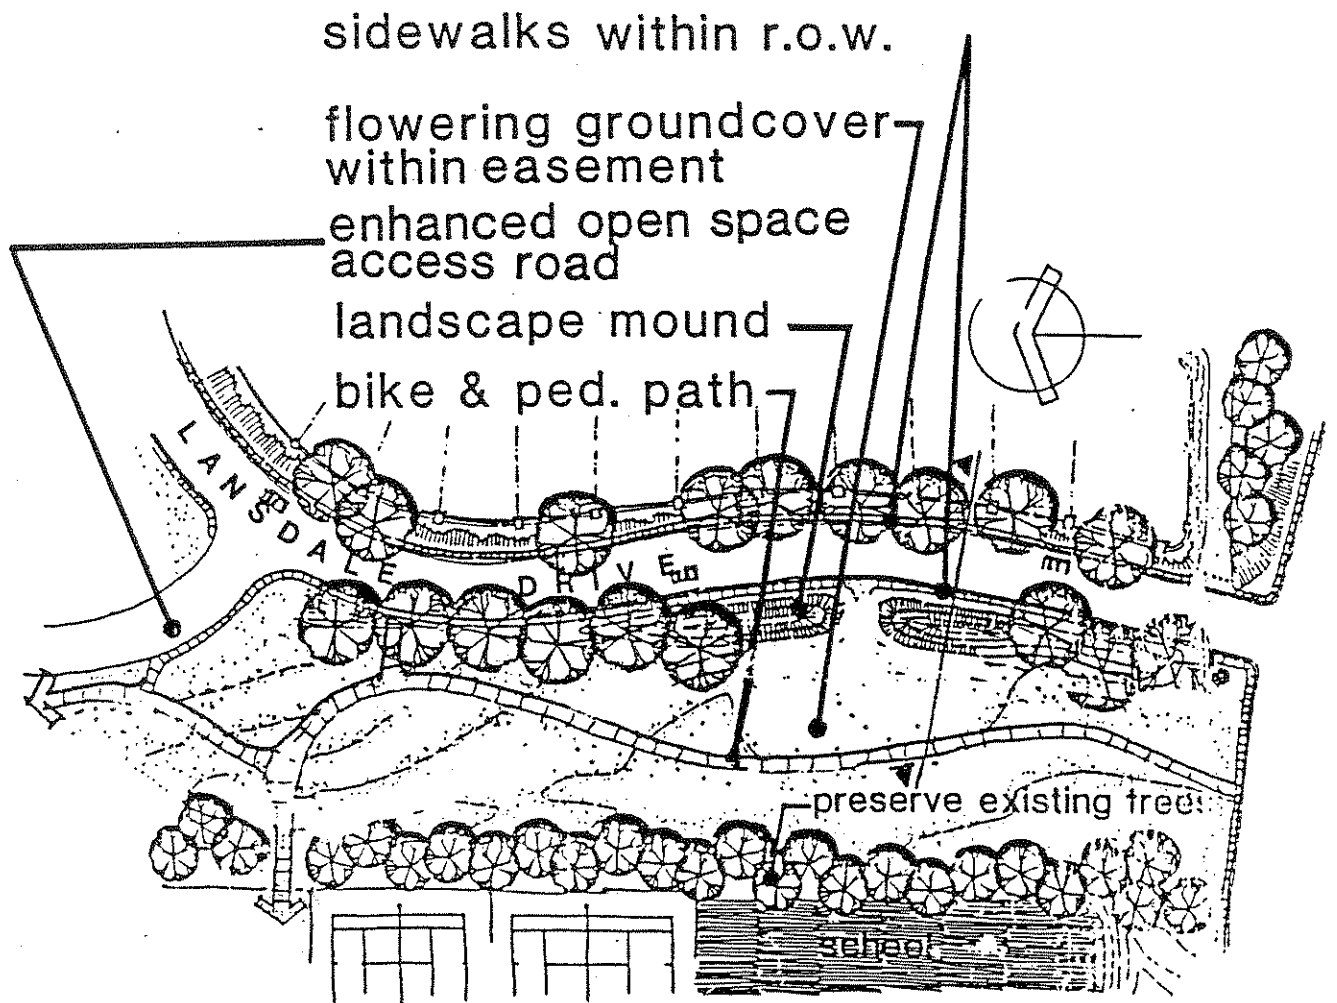 sidewalks within r.o.w.
flowering groundcover
within easement
enhanced open space
access road
landscape mound
bike & ped. path
LANSDALE DRIVE
preserve existing trees
school